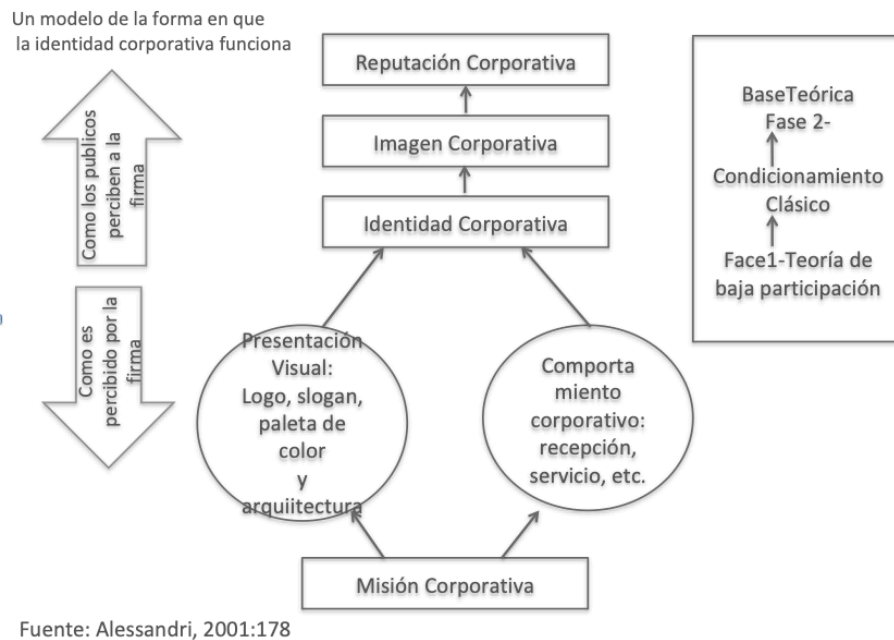 Un modelo de la forma en que
la identidad corporativa funciona
Como los publicos
perciben a la
firma
Como es
percibido por la
firma
Reputación Corporativa
Imagen Corporativa
Identidad Corporativa
Presentación
Visual:
Logo, slogan,
paleta de
color
y
arquiitectura
Comporta
miento
corporativo:
recepción,
servicio, etc.
Misión Corporativa
BaseTeórica
Fase 2-
Condicionamiento
Clásico
Face1-Teoría de
baja participación
Fuente: Alessandri, 2001:178